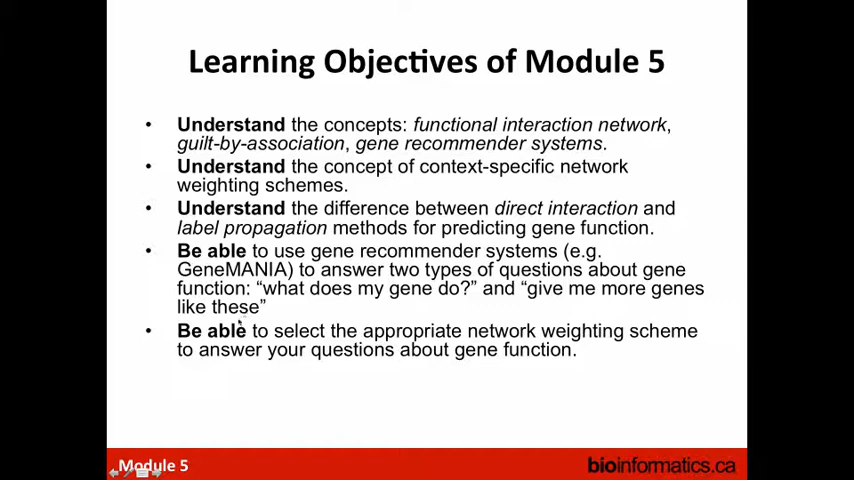 Learning Objectives of Module 5
• Understand the concepts: functional interaction network,
guilt-by-association, gene recommender systems.
• Understand the concept of context-specific network
weighting schemes.
• Understand the difference between direct interaction and
label propagation methods for predicting gene function.
• Be able to use gene recommender systems (e.g.
GeneMANIA) to answer two types of questions about gene
function: “what does my gene do?” and “give me more genes
like these”
• Be able to select the appropriate network weighting scheme
to answer your questions about gene function.
Module 5
bioinformatics.ca